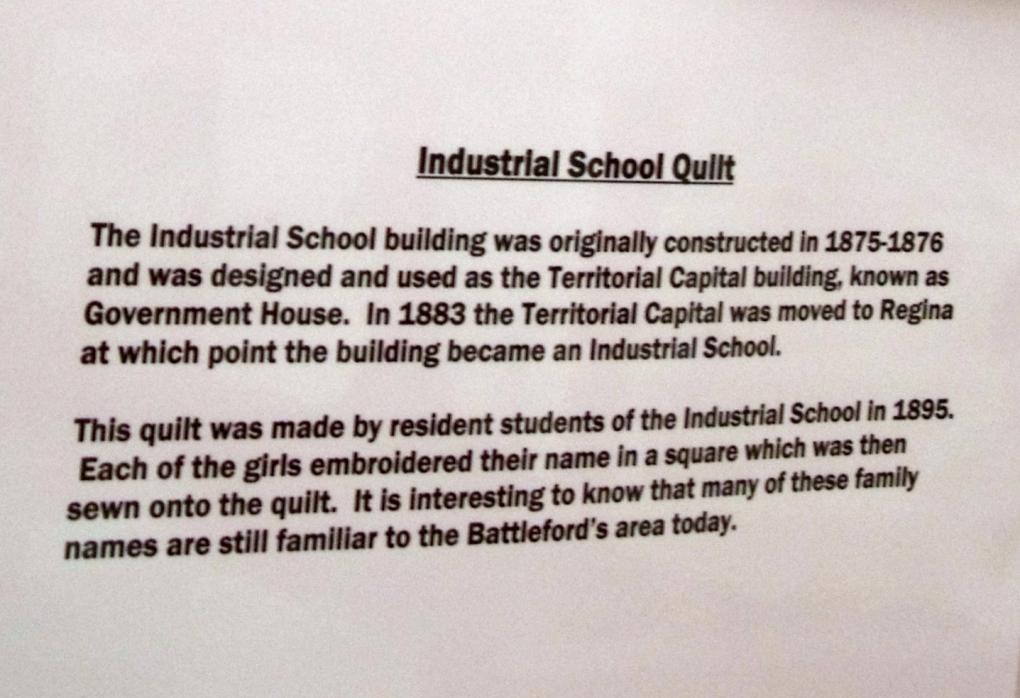 Industrial School Quilt
The Industrial School building was originally constructed in 1875-1876
and was designed and used as the Territorial Capital building, known as
Government House.  In 1883 the Territorial Capital was moved to Regina
at which point the building became an Industrial School.
This quilt was made by resident students of the Industrial School in 1895.
Each of the girls embroidered their name in a square which was then
sewn onto the quilt.  It is interesting to know that many of these family
names are still familiar to the Battleford's area today.